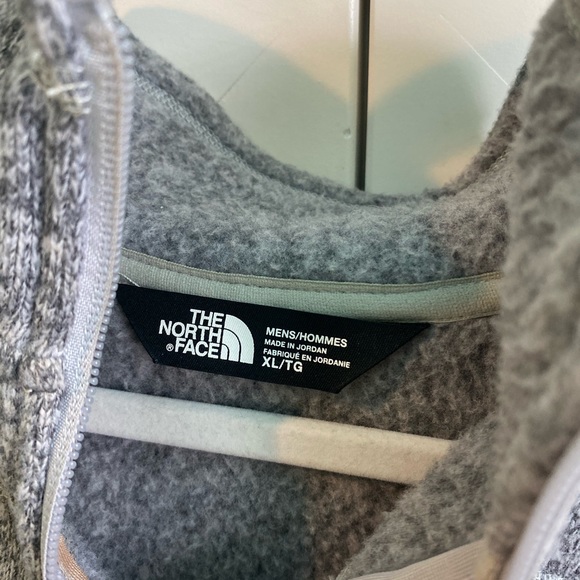 THE
NORTH
®FACE
MENS/HOMMES
MADE IN JORDAN
FABRIQUÉ EN JORDANIE
XL/TG